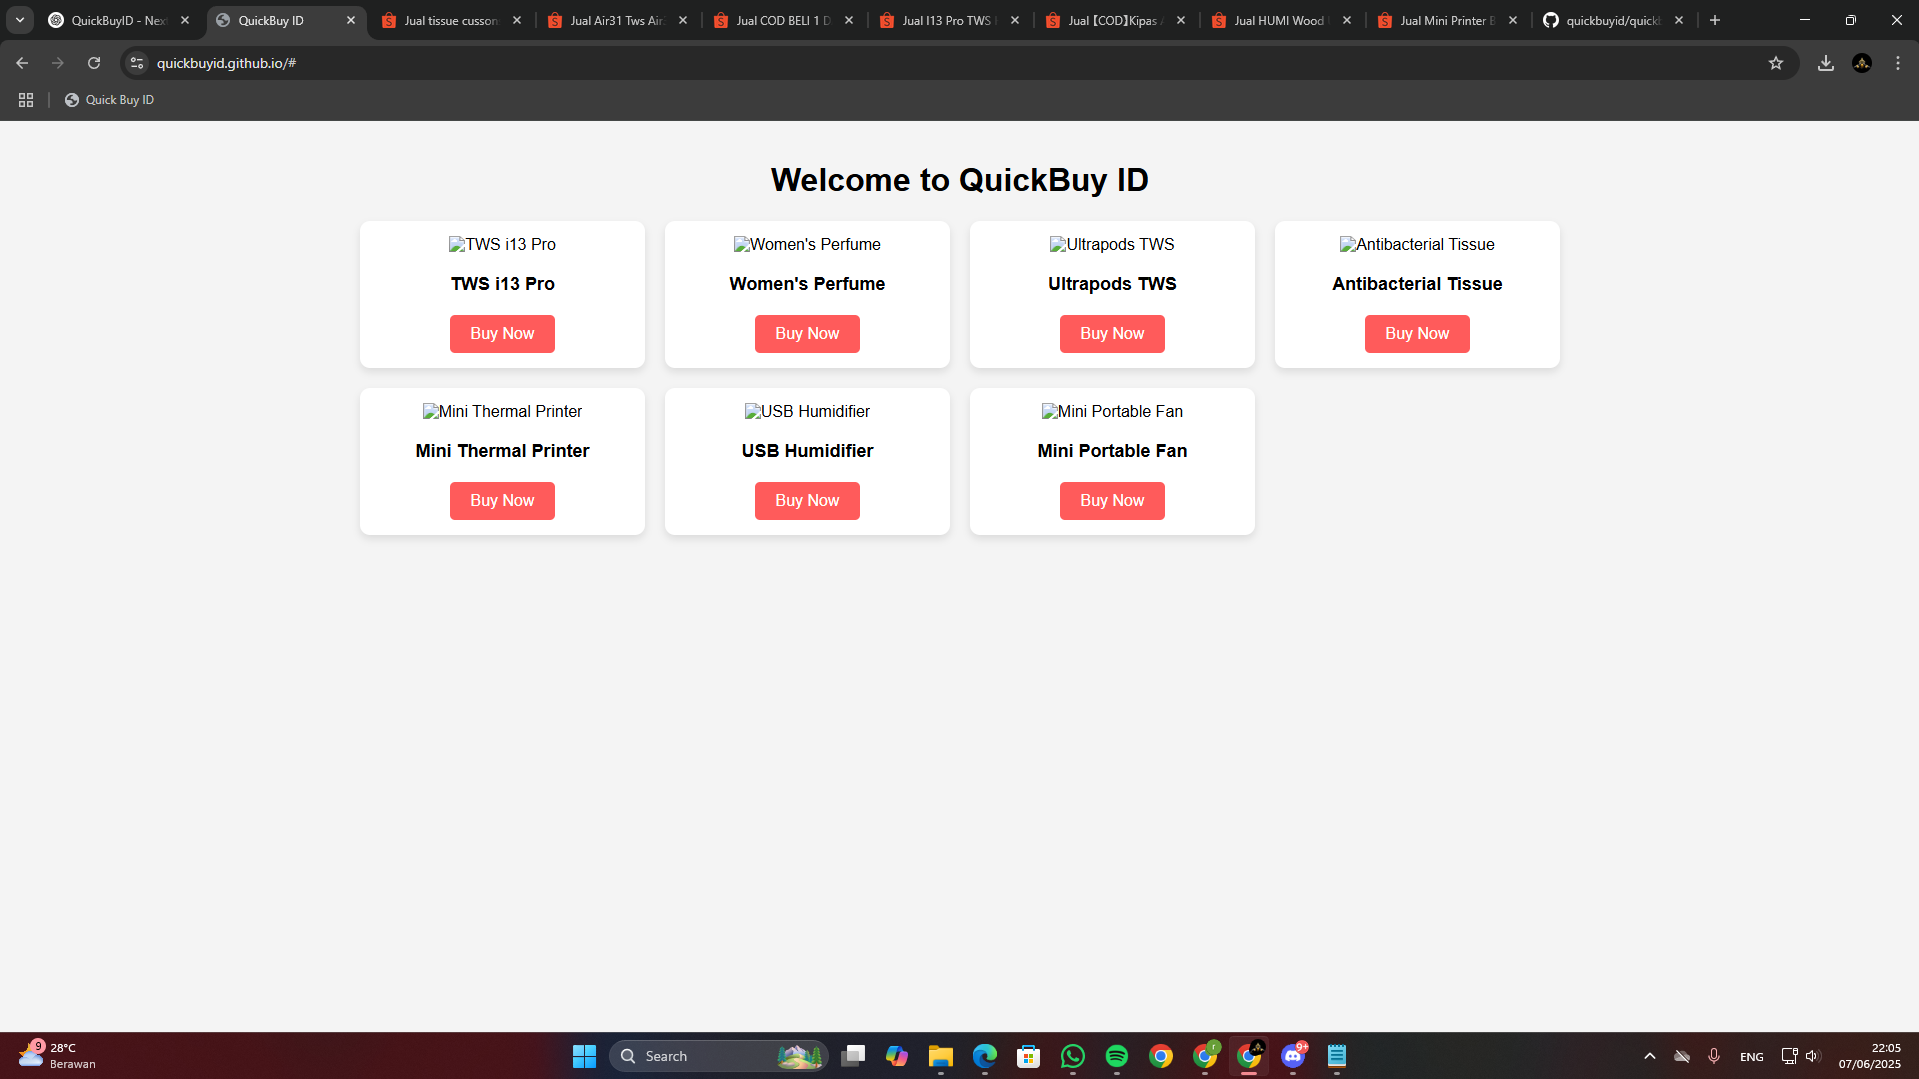 QuickBuyID - Nex
QuickBuy ID
Jual tissue cusson
Jual Air31 Tws Air
Jual COD BELI 1 D
Jual I13 Pro TWS
Jual 【COD】Kipas
Jual HUMI Wood
Jual Mini Printer B
quickbuyid/quickb
quickbuyid.github.io/#
Quick Buy ID
Welcome to QuickBuy ID
TWS i13 Pro
Women's Perfume
Ultrapods TWS
Antibacterial Tissue
TWS i13 Pro
Women's Perfume
Ultrapods TWS
Antibacterial Tissue
Buy Now
Buy Now
Buy Now
Buy Now
Mini Thermal Printer
USB Humidifier
Mini Portable Fan
Mini Thermal Printer
USB Humidifier
Mini Portable Fan
Buy Now
Buy Now
Buy Now
9
28°C
Berawan
Search
r
9+
ENG
22:05
07/06/2025